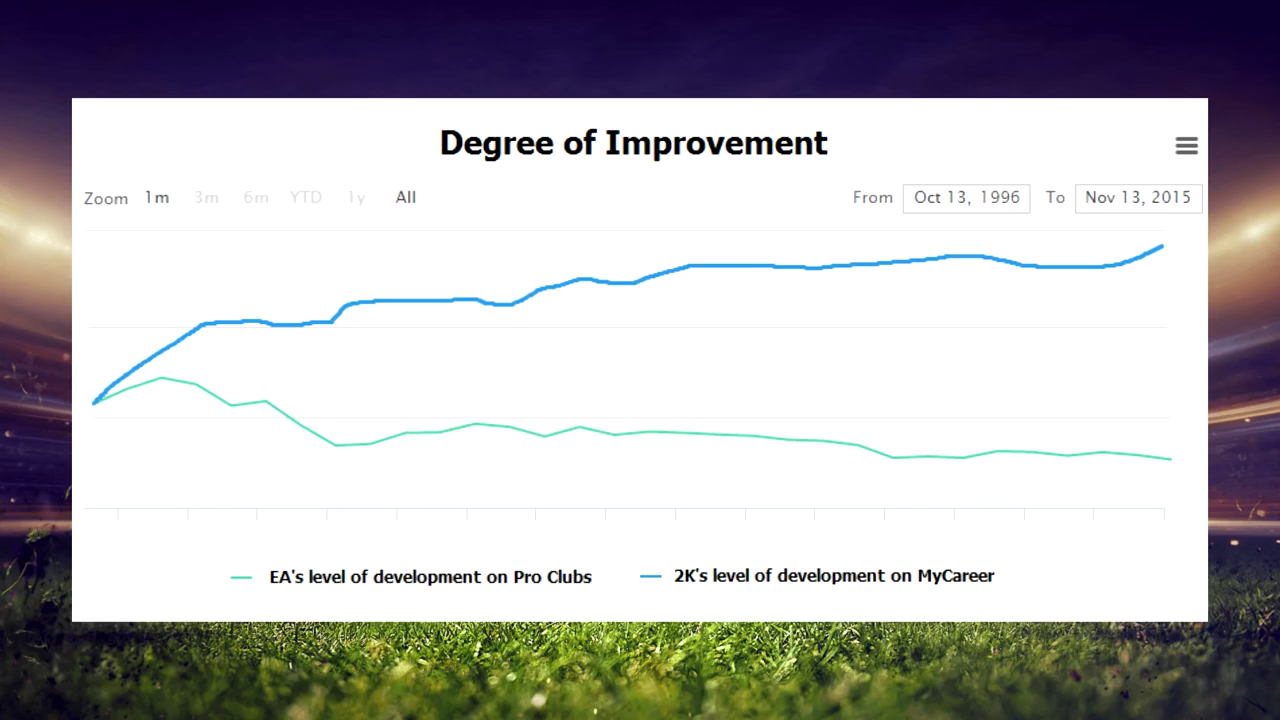 Degree of Improvement
Zoom 1m 3m 6m YTD 1y All From Oct 13, 1996 To Nov 13, 2015
EA's level of development on Pro Clubs 2K's level of development on MyCareer